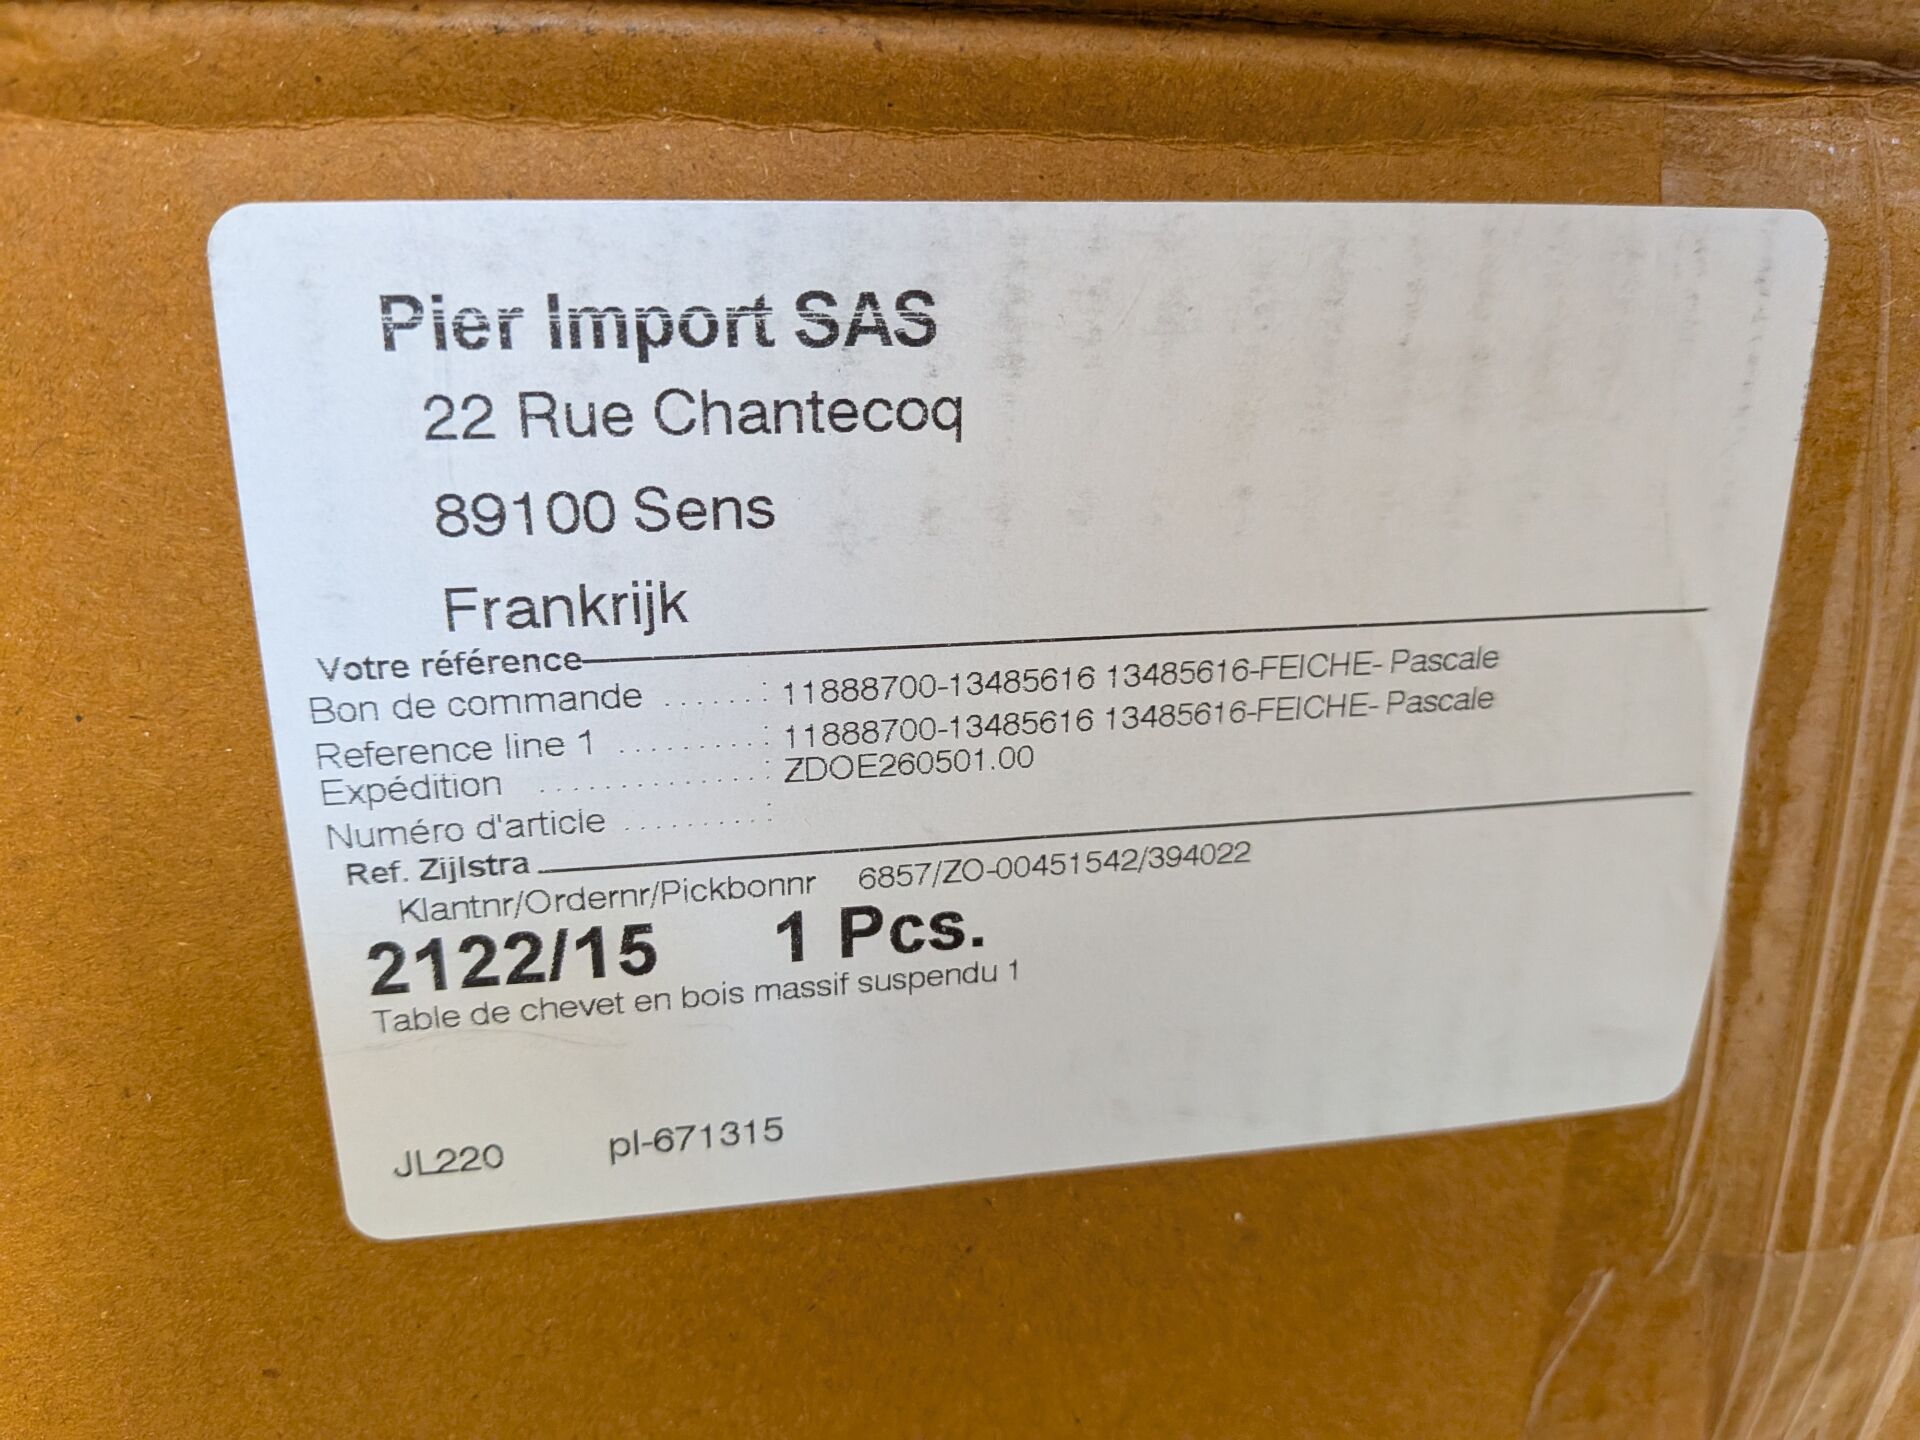 Pier Import SAS
22 Rue Chantecoq
89100 Sens
Frankrijk
Votre référence
Bon de commande ....... : 11888700-13485616 13485616-FEICHE- Pascale
Reference line 1 .......... : 11888700-13485616 13485616-FEICHE- Pascale
Expédition ................ : ZDOE260501.00
Numéro d'article .......... :
Ref. Zijlstra
Klantnr/Ordernr/Pickbonnr 6857/ZO-00451542/394022
2122/15 1 Pcs.
Table de chevet en bois massif suspendu 1
JL220 pl-671315